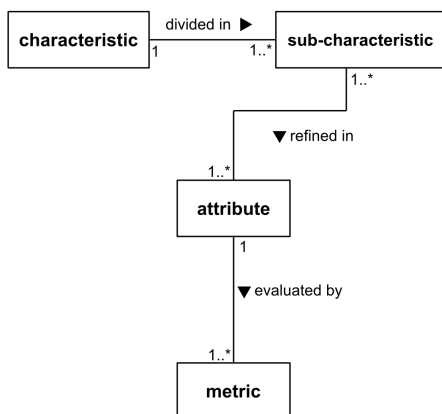 divided in ▶
characteristic
sub-characteristic
1
1..*
1..*
▼ refined in
1..*
attribute
1
▼ evaluated by
1..*
metric